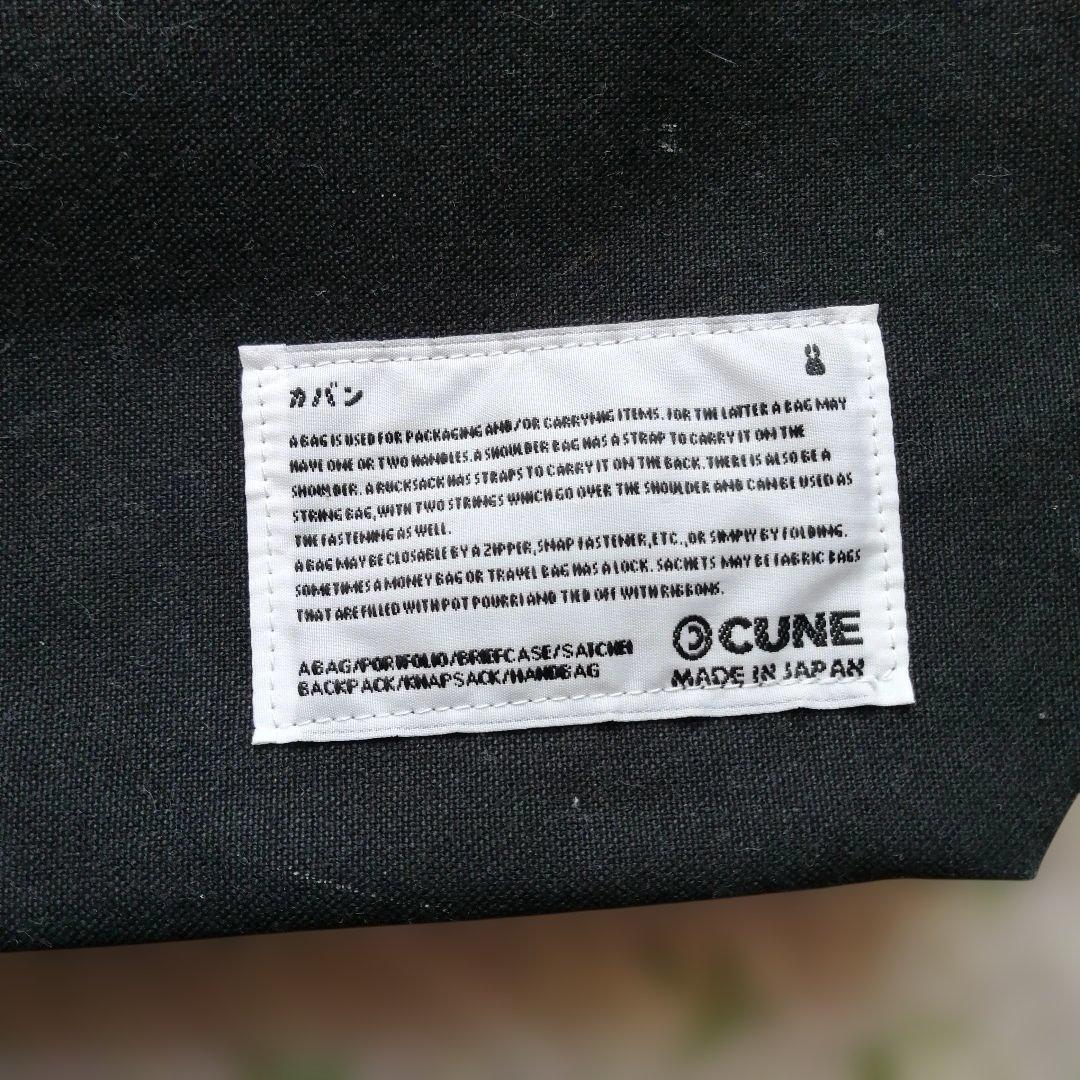 カバン
A BAG IS USED FOR PACKAGING AND/OR CARRYNIG ITEMS. FOR THE LATTER A BAG MAY
HAVE ONE OR TWO HANDLES. A SHOULDER BAG HAS A STRAP TO CARRY IT ON THE
SHOULDER. A RUCKSACK HAS STRAPS TO CARRY IT ON THE BACK. THERE IS ALSO BE A
STRING BAG, WITH TWO STRINGS WHICH GO OVER THE SHOULDER AND CAN BE USED AS
THE FASTENING AS WELL.
A BAG MAY BE CLOSABLE BY A ZIPPER, SNAP FASTENER, ETC., OR SIMPLY BY FOLDING.
SOMETIMES A MONEY BAG OR TRAVEL BAG HAS A LOCK. SACHETS MAY BE FABRIC BAGS
THAT ARE FILLED WITH POT POURRI AND TIED OFF WITH RIBBONS.
A BAG/PORTFOLIO/BRIEFCASE/SATCHEL
BACKPACK/KNAPSACK/HANDBAG
CUNE
MADE IN JAPAN